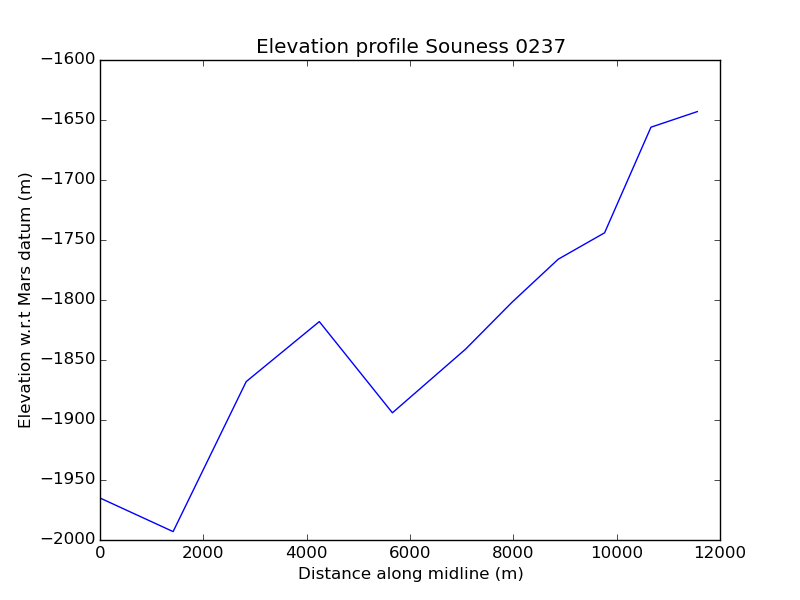 Elevation profile Souness 0237
−1600
−1650
−1700
−1750
−1800
−1850
−1900
−1950
−2000
Elevation w.r.t Mars datum (m)
0 2000 4000 6000 8000 10000 12000
Distance along midline (m)